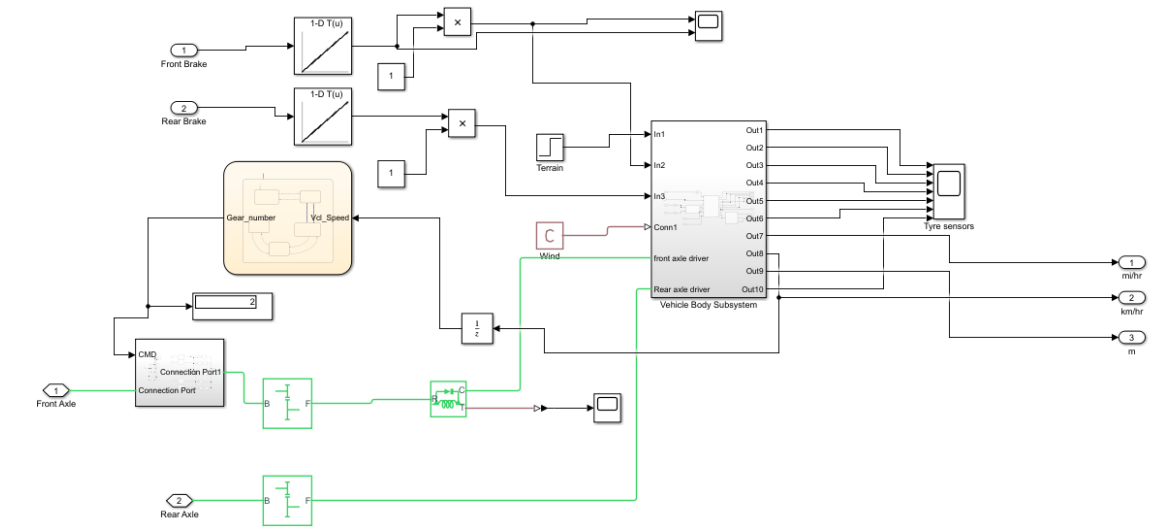 1-D T(u)
×
1
Front Brake
1
1-D T(u)
2
Rear Brake
×
1
Terrain
In1
In2
In3
Conn1
front axle driver
Rear axle driver
Out1
Out2
Out3
Out4
Out5
Out6
Out7
Out8
Out9
Out10
Vehicle Body Subsystem
Tyre sensors
Gear_number
Vcl_Speed
C
Wind
1
mi/hr
2
km/hr
3
m
2
1
z
CMD
Connection Port1
Connection Port
1
Front Axle
B
F
R
C
T
2
Rear Axle
B
F